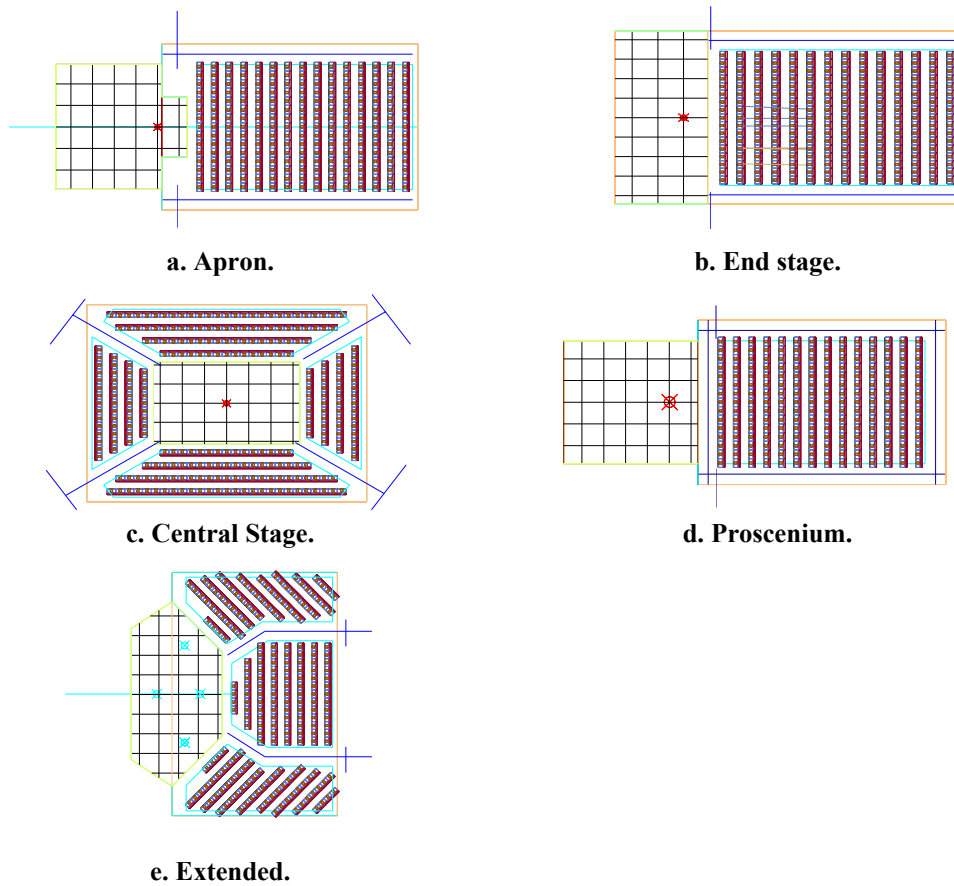 a. Apron.
b. End stage.
c. Central Stage.
d. Proscenium.
e. Extended.